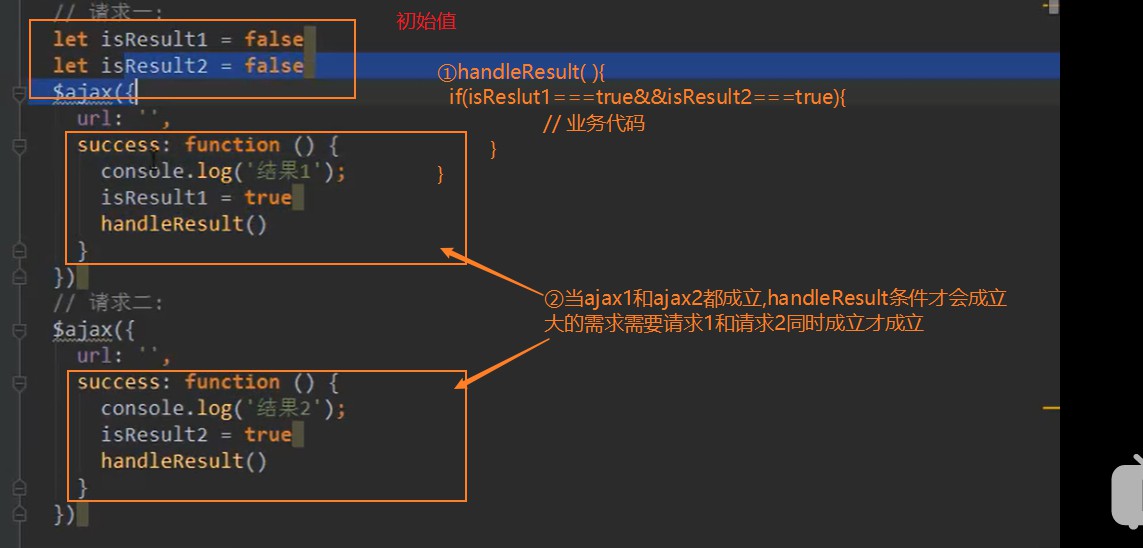 // 请求一:
初始值
let isResult1 = false
let isResult2 = false
①handleResult( ){
$ajax({
if(isReslut1===true&&isResult2===true){
url: '',
// 业务代码
success: function () {
}
console.log('结果1');
}
isResult1 = true
handleResult()
}
})
②当ajax1和ajax2都成立,handleResult条件才会成立
大的需求需要请求1和请求2同时成立才成立
// 请求二:
$ajax({
url: '',
success: function () {
console.log('结果2');
isResult2 = true
handleResult()
}
})